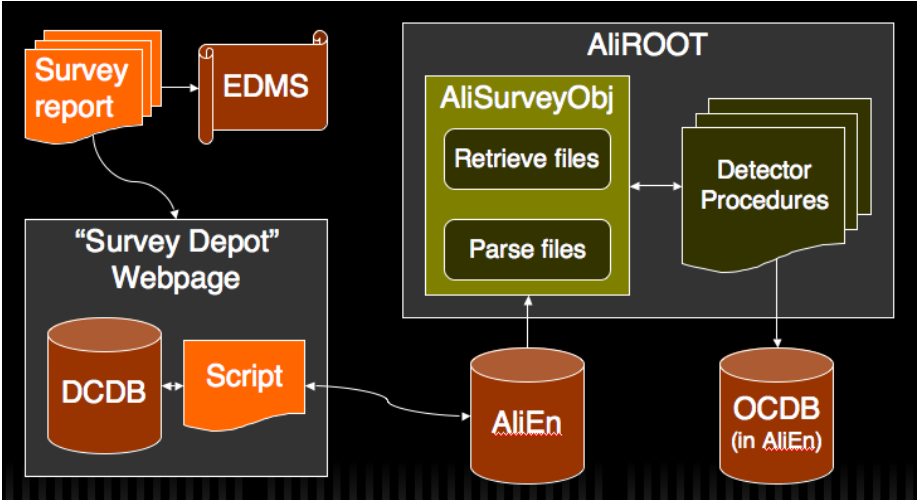 Survey
report
EDMS
"Survey Depot"
Webpage
DCDB
Script
AliROOT
AliSurveyObj
Retrieve files
Parse files
Detector
Procedures
AliEn
OCDB
(in AliEn)